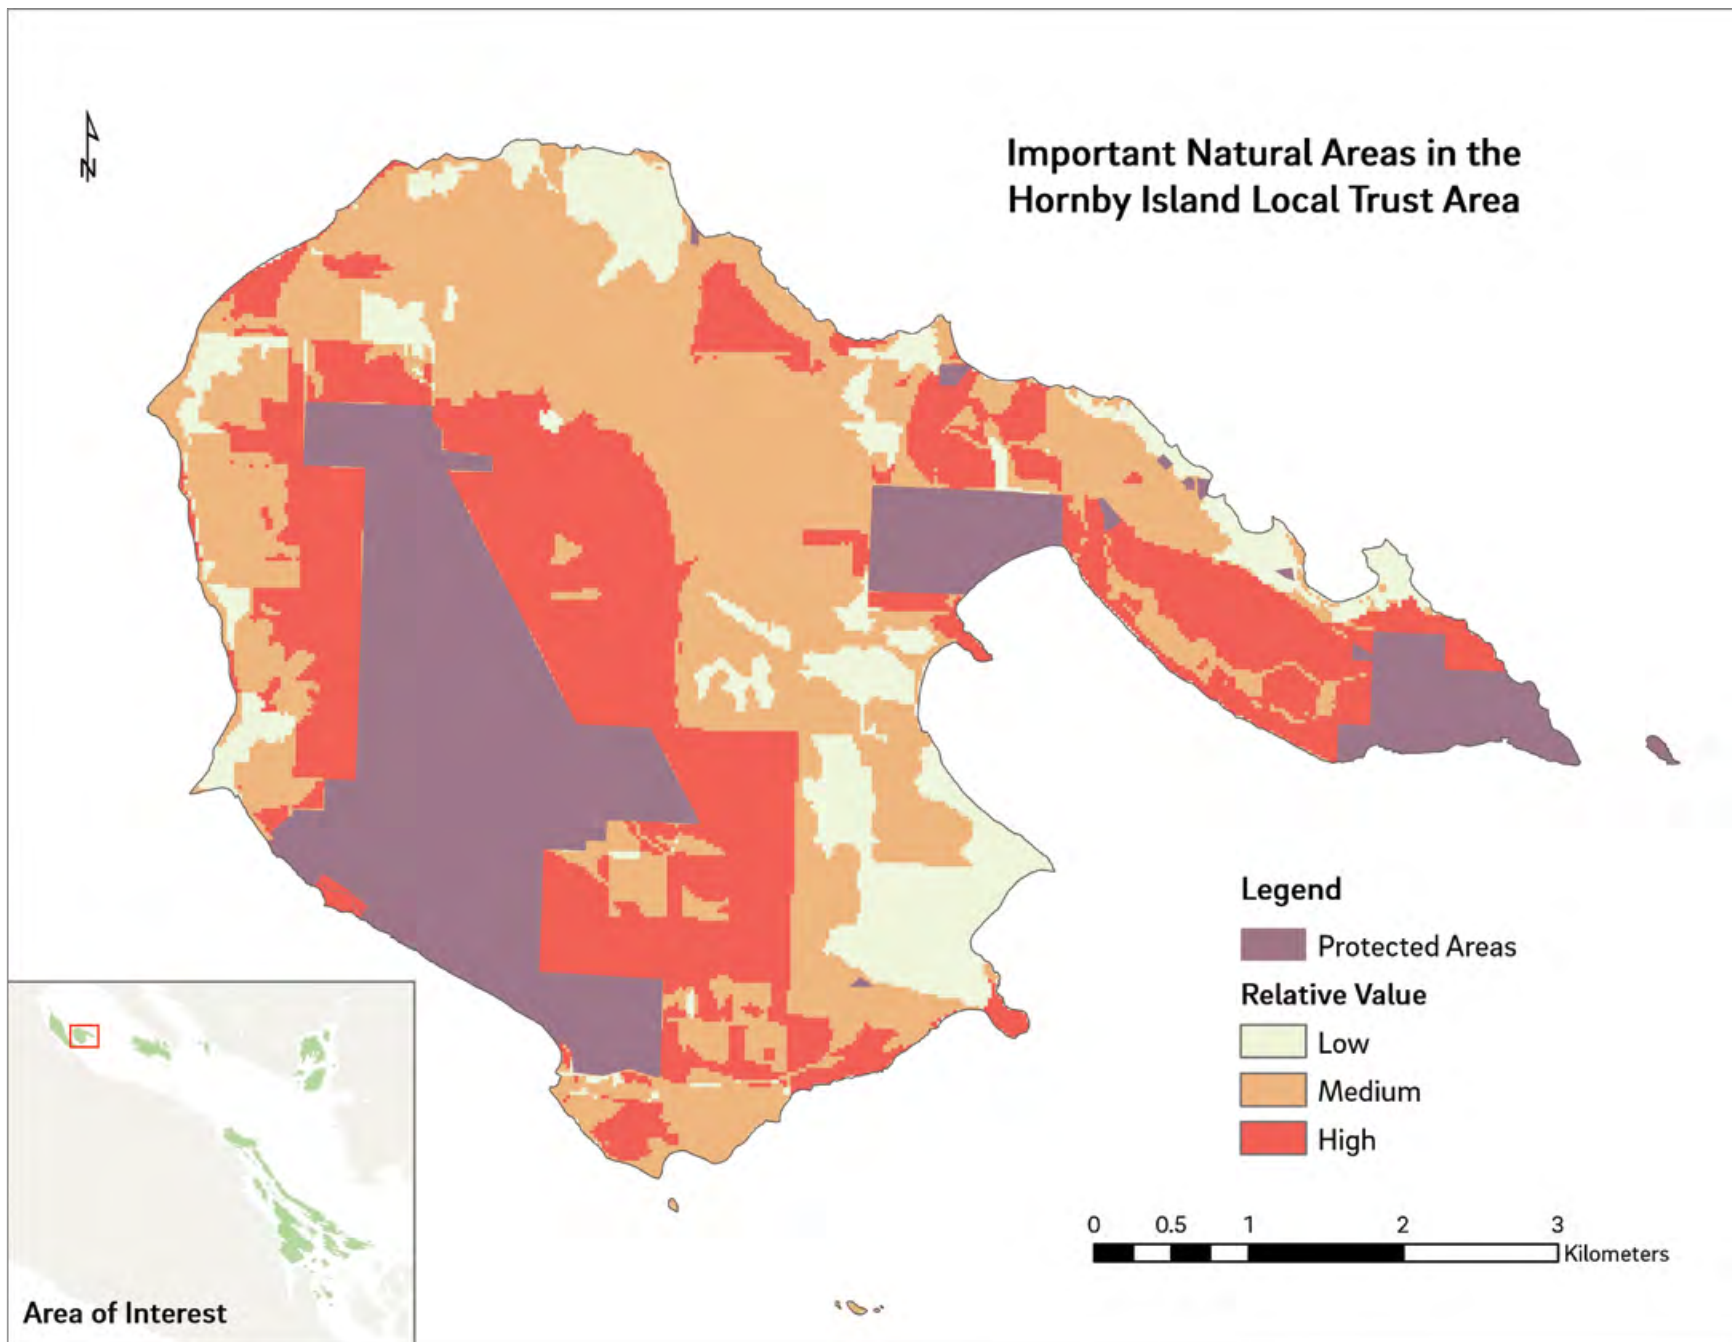 N
Important Natural Areas in the
Hornby Island Local Trust Area
Legend
Protected Areas
Relative Value
Low
Medium
High
0 0.5 1 2 3
Kilometers
Area of Interest